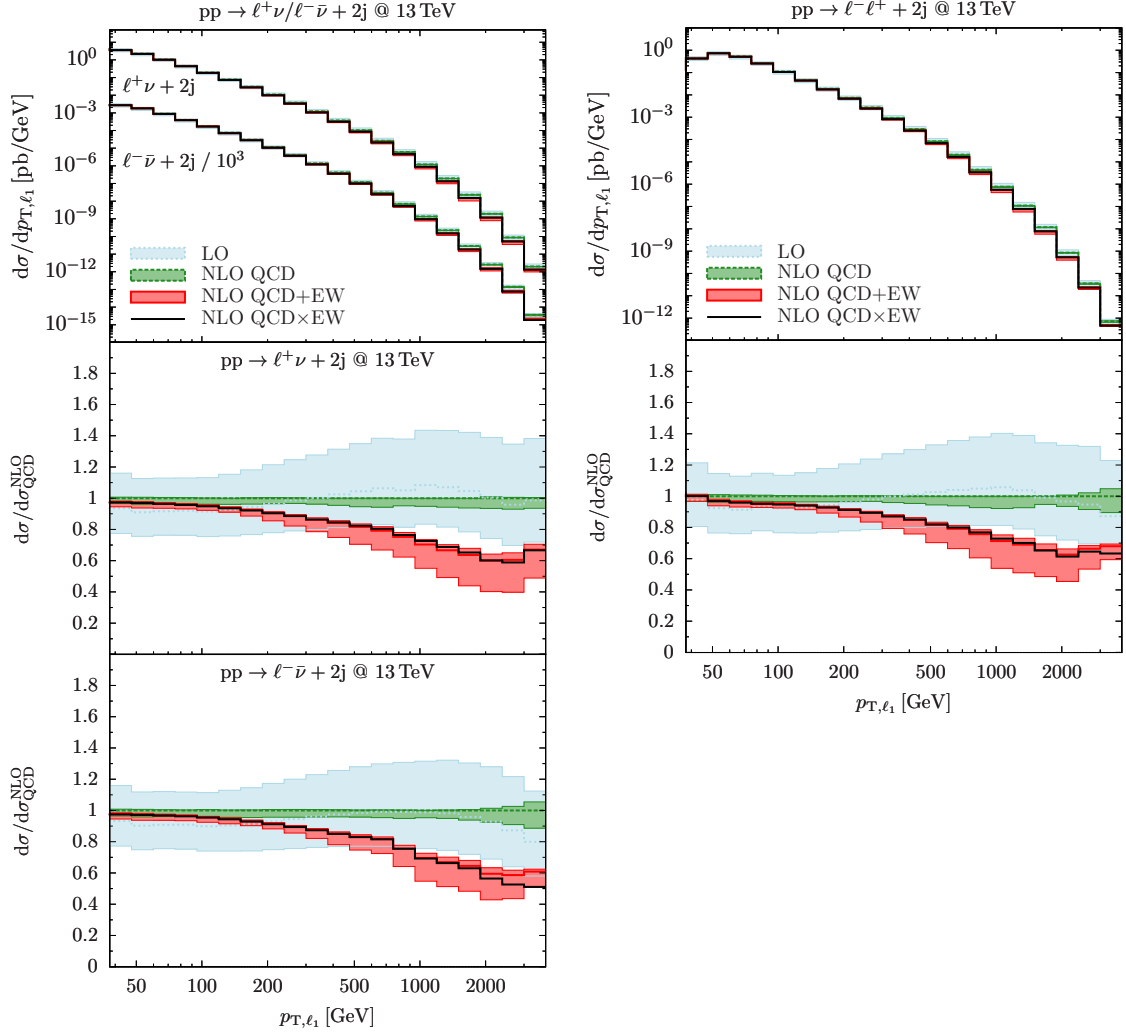 pp → ℓ⁺ν/ℓ⁻ν̄ + 2j @ 13 TeV
dσ/dp_T,ℓ₁ [pb/GeV]
10⁰
10⁻³
10⁻⁶
10⁻⁹
10⁻¹²
10⁻¹⁵
ℓ⁺ν + 2j
ℓ⁻ν̄ + 2j / 10³
LO
NLO QCD
NLO QCD+EW
NLO QCD×EW
pp → ℓ⁺ν + 2j @ 13 TeV
dσ/dσ_QCD^NLO
1.8
1.6
1.4
1.2
1
0.8
0.6
0.4
0.2
pp → ℓ⁻ν̄ + 2j @ 13 TeV
dσ/dσ_QCD^NLO
1.8
1.6
1.4
1.2
1
0.8
0.6
0.4
0.2
0
50 100 200 500 1000 2000
p_T,ℓ₁ [GeV]
pp → ℓ⁻ℓ⁺ + 2j @ 13 TeV
dσ/dp_T,ℓ₁ [pb/GeV]
10⁰
10⁻³
10⁻⁶
10⁻⁹
10⁻¹²
LO
NLO QCD
NLO QCD+EW
NLO QCD×EW
dσ/dσ_QCD^NLO
1.8
1.6
1.4
1.2
1
0.8
0.6
0.4
0.2
0
50 100 200 500 1000 2000
p_T,ℓ₁ [GeV]